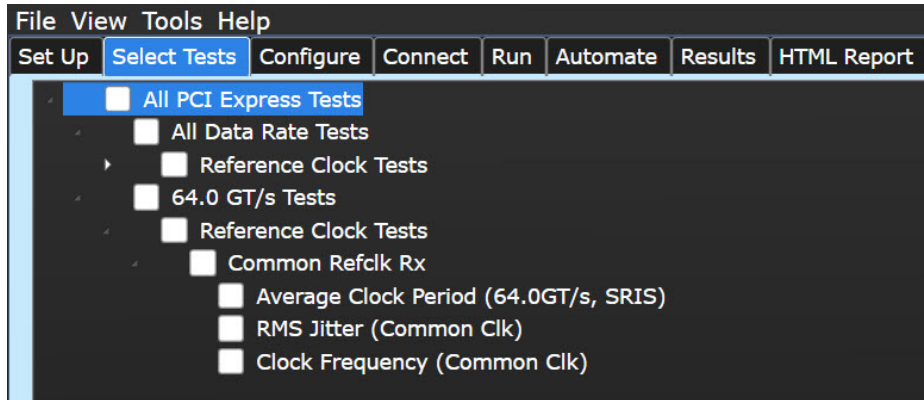 File View Tools Help
Set Up Select Tests Configure Connect Run Automate Results HTML Report
All PCI Express Tests
All Data Rate Tests
Reference Clock Tests
64.0 GT/s Tests
Reference Clock Tests
Common Refclk Rx
Average Clock Period (64.0GT/s, SRIS)
RMS Jitter (Common Clk)
Clock Frequency (Common Clk)